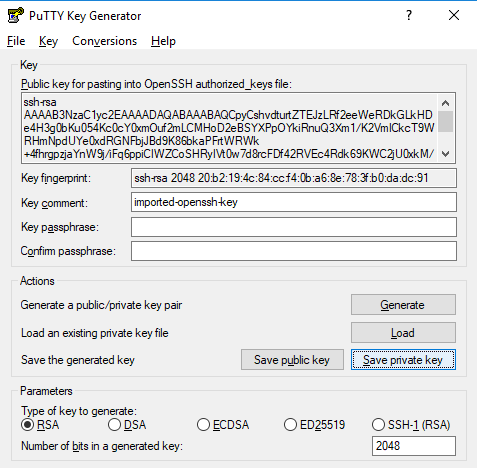 PuTTY Key Generator
?
File Key Conversions Help
Key
Public key for pasting into OpenSSH authorized_keys file:
ssh-rsa
AAAAB3NzaC1yc2EAAAADAQABAAABAQCpyCshvdturtZTEJzLRf2eeWeRDkGLkHD
e4H3g0bKu054Kc0cY0xmOuf2mLCMHoD2eBSYXPpOYkiRnuQ3Xm1/K2VmICkcT9W
RHmNpdUYe0xdRGNFbjJBd9K86bkaPFrtWRWk
+4fhrgpzjaYnW9j/iFq6ppiCIWZCoSHRyIVt0w7d8rcFDf42RVEc4Rdk69KWC2jU0xkM/
Key fingerprint: ssh-rsa 2048 20:b2:19:4c:84:cc:f4:0b:a6:8e:78:3f:b0:da:dc:91
Key comment: imported-openssh-key
Key passphrase:
Confirm passphrase:
Actions
Generate a public/private key pair Generate
Load an existing private key file Load
Save the generated key Save public key Save private key
Parameters
Type of key to generate:
RSA DSA ECDSA ED25519 SSH-1 (RSA)
Number of bits in a generated key: 2048